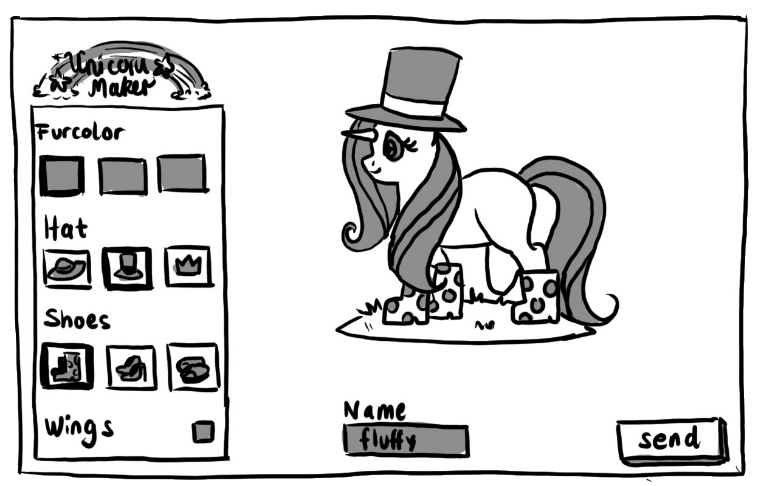 Unicorns
Maker
Furcolor
Hat
Shoes
Wings
Name
fluffy
send